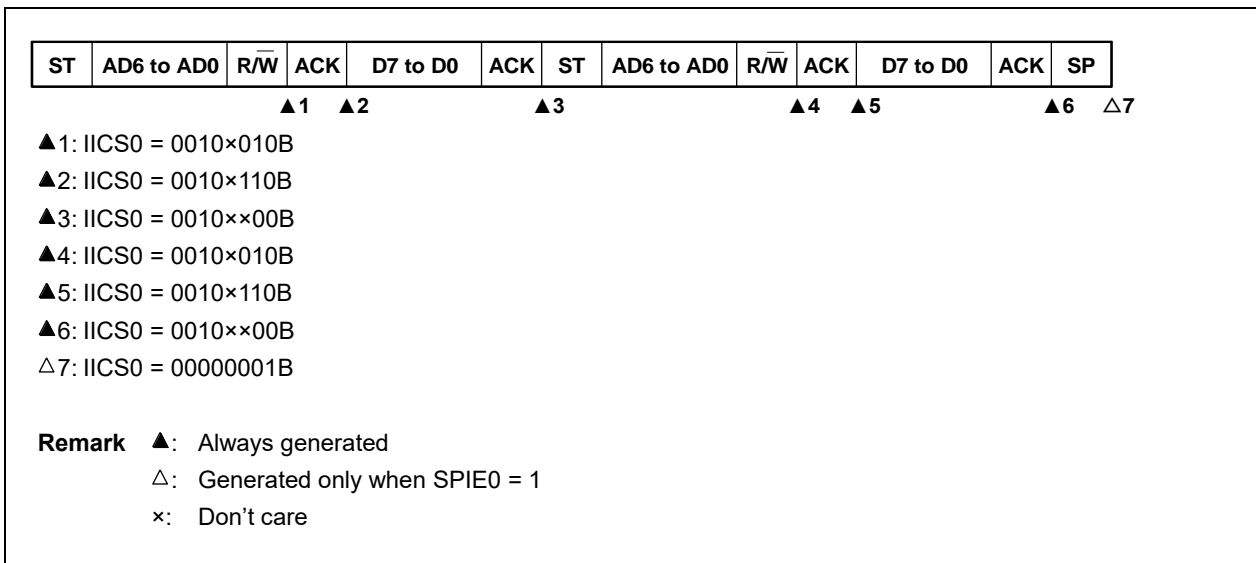 ST AD6 to AD0 R/W̅ ACK D7 to D0 ACK ST AD6 to AD0 R/W̅ ACK D7 to D0 ACK SP
▲1 ▲2 ▲3 ▲4 ▲5 ▲6 △7
▲1: IICS0 = 0010×010B
▲2: IICS0 = 0010×110B
▲3: IICS0 = 0010××00B
▲4: IICS0 = 0010×010B
▲5: IICS0 = 0010×110B
▲6: IICS0 = 0010××00B
△7: IICS0 = 00000001B
Remark ▲: Always generated
△: Generated only when SPIE0 = 1
×: Don’t care